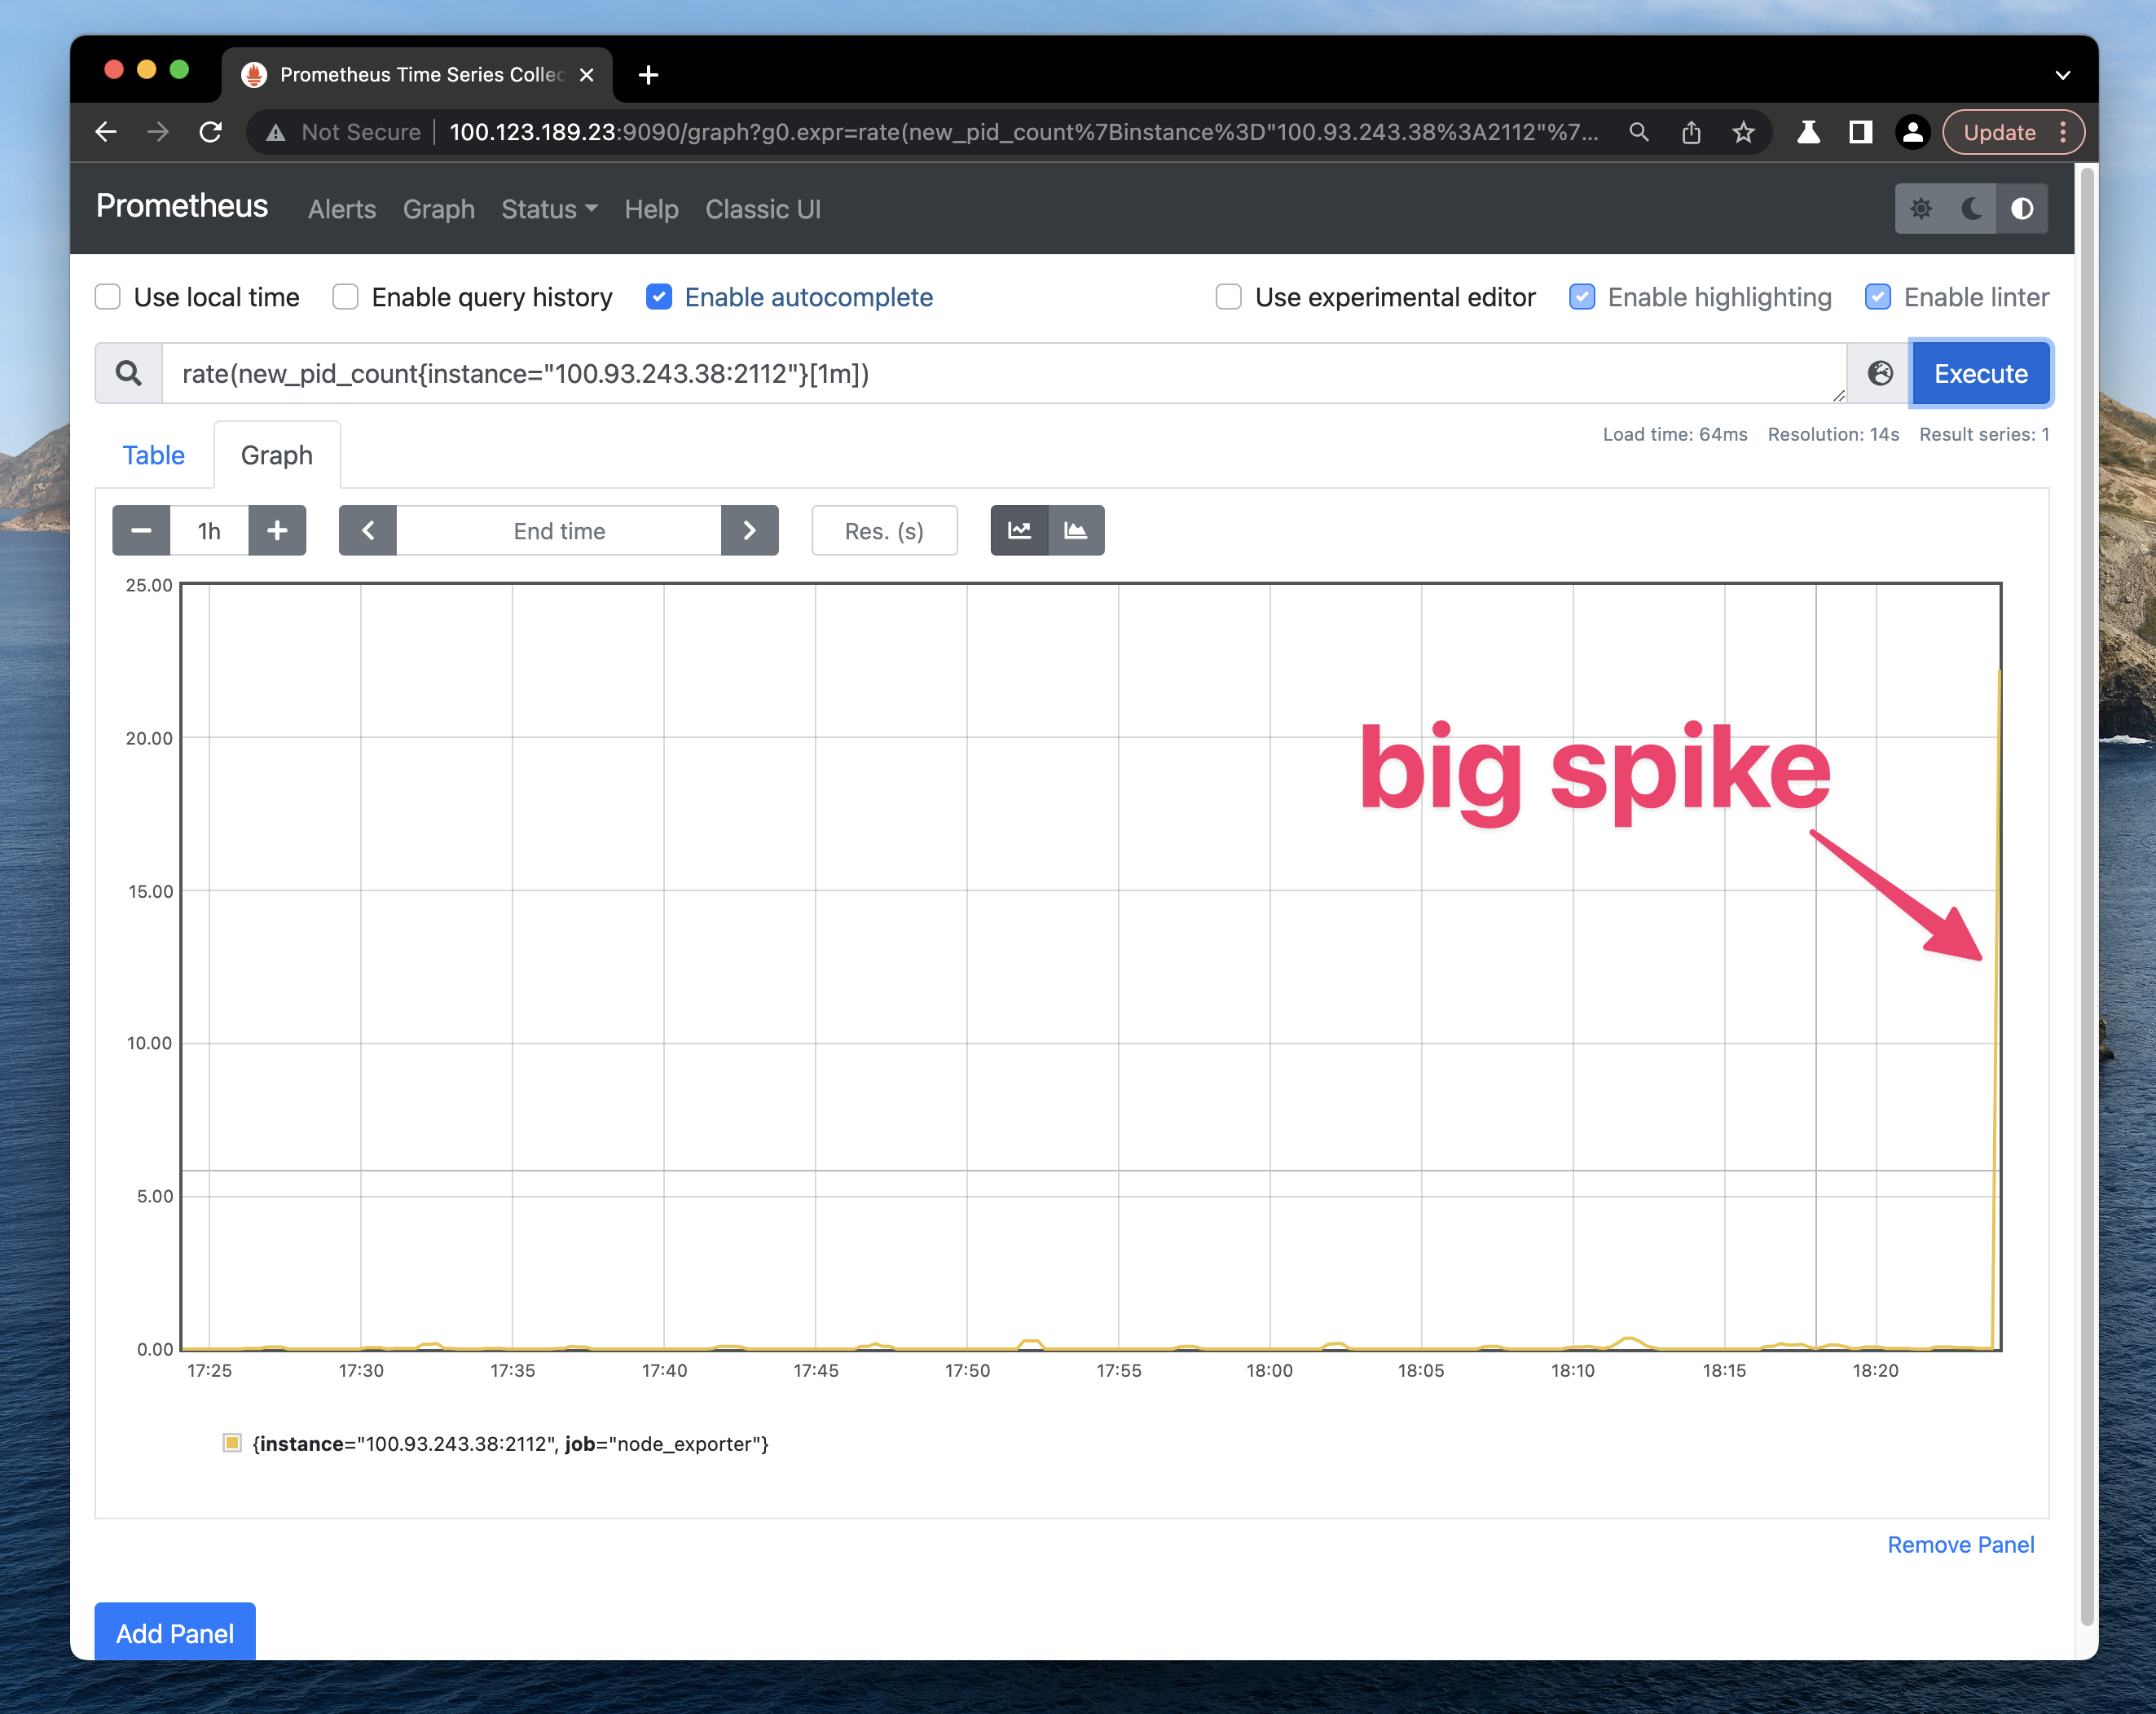 Prometheus Time Series Collec
Not Secure 100.123.189.23:9090/graph?g0.expr=rate(new_pid_count%7Binstance%3D"100.93.243.38%3A2112"%7... Update
Prometheus Alerts Graph Status Help Classic UI
Use local time Enable query history Enable autocomplete Use experimental editor Enable highlighting Enable linter
rate(new_pid_count{instance="100.93.243.38:2112"}[1m]) Execute
Load time: 64ms Resolution: 14s Result series: 1
Table Graph
1h End time Res. (s)
25.00
20.00
big spike
15.00
10.00
5.00
0.00
17:25 17:30 17:35 17:40 17:45 17:50 17:55 18:00 18:05 18:10 18:15 18:20
{instance="100.93.243.38:2112", job="node_exporter"}
Remove Panel
Add Panel